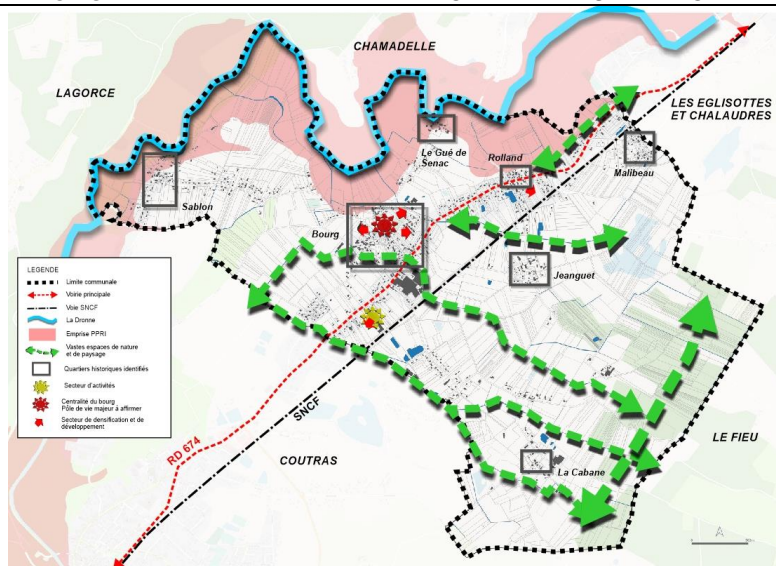 CHAMADELLE
LAGORCE
LES EGLISOTTES
ET CHALAUDRES
Le Gué de
Senac
Rolland
Malibeau
Sablon
Bourg
Jeanguet
LEGENDE
Limite communale
Voirie principale
Voie SNCF
La Dronne
Emprise PPRI
Vastes espaces de nature
et de paysage
Quartiers historiques identifiés
Secteur d'activités
Centralité du bourg
Pôle de vie majeur à affirmer
Secteur de densification et de
développement
SNCF
RD 674
COUTRAS
LE FIEU
La Cabane